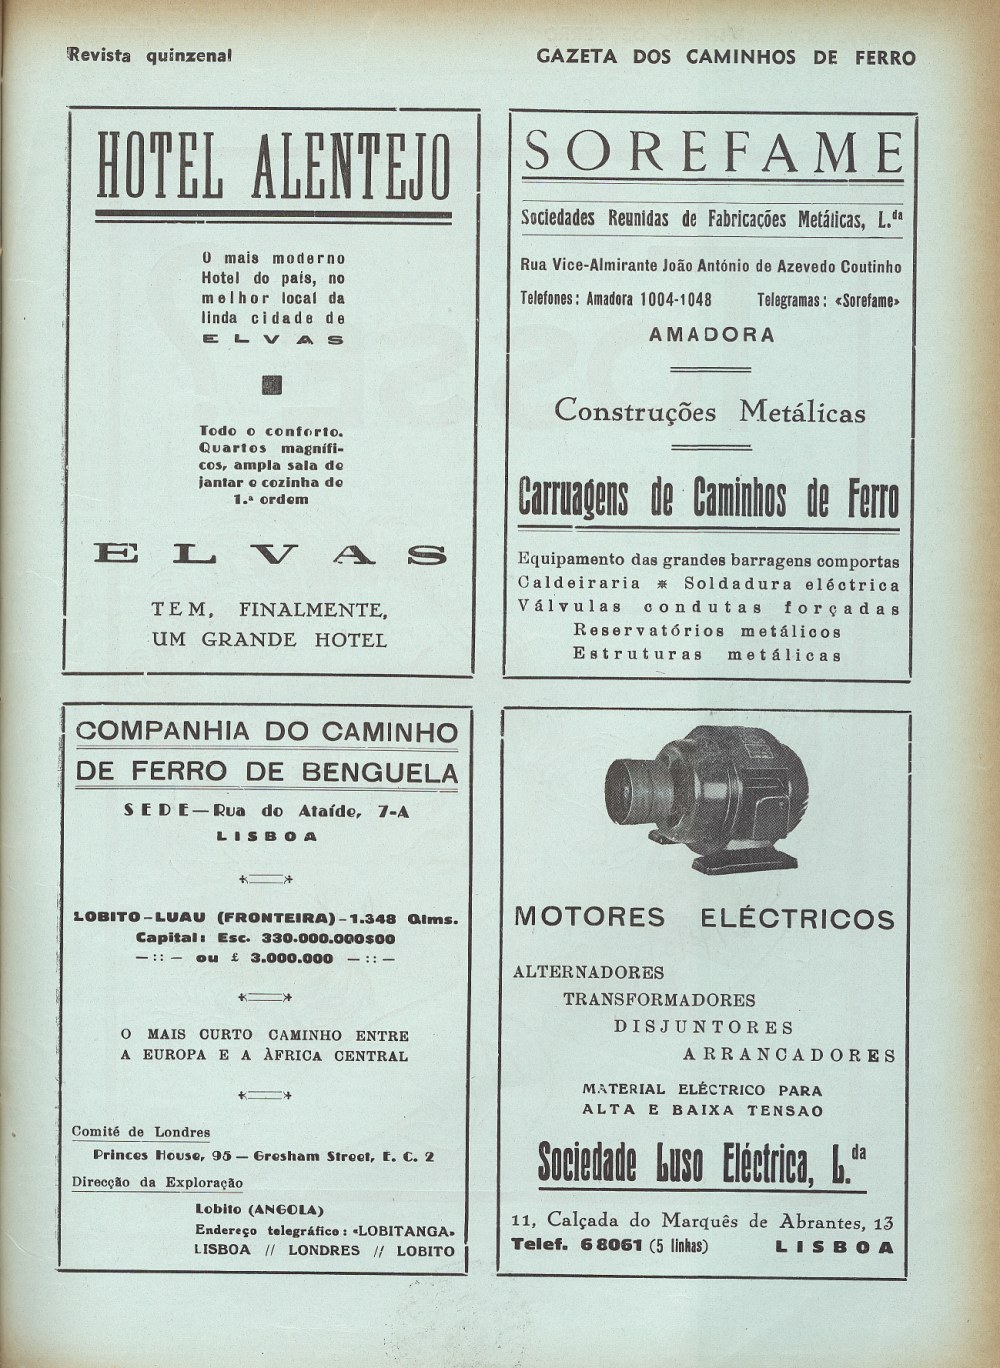 Revista quinzenal
GAZETA DOS CAMINHOS DE FERRO
HOTEL ALENTEJO
O mais moderno
Hotel do país, no
melhor local da
linda cidade de
ELVAS
Todo o conforto.
Quartos magnífi-
cos, ampla sala de
jantar e cozinha de
1.ª ordem
ELVAS
TEM, FINALMENTE,
UM GRANDE HOTEL
SOREFAME
Sociedades Reunidas de Fabricações Metálicas, L.da
Rua Vice-Almirante João António de Azevedo Coutinho
Telefones: Amadora 1004-1048 Telegramas: «Sorefame»
AMADORA
Construções Metálicas
Carruagens de Caminhos de Ferro
Equipamento das grandes barragens comportas
Caldeiraria * Soldadura eléctrica
Válvulas condutas forçadas
Reservatórios metálicos
Estruturas metálicas
COMPANHIA DO CAMINHO
DE FERRO DE BENGUELA
SEDE—Rua do Ataíde, 7-A
LISBOA
LOBITO-LUAU (FRONTEIRA)-1.348 Qlms.
Capital: Esc. 330.000.000$00
— :: — ou £ 3.000.000 — :: —
O MAIS CURTO CAMINHO ENTRE
A EUROPA E A ÀFRICA CENTRAL
Comité de Londres
Princes House, 95 — Gresham Street, E. C. 2
Direcção da Exploração
Lobito (ANGOLA)
Endereço telegráfico: «LOBITANGA»
LISBOA // LONDRES // LOBITO
MOTORES ELÉCTRICOS
ALTERNADORES
TRANSFORMADORES
DISJUNTORES
ARRANCADORES
MATERIAL ELÉCTRICO PARA
ALTA E BAIXA TENSAO
Sociedade Luso Eléctrica, L.da
11, Calçada do Marquês de Abrantes, 13
Telef. 68061 (5 linhas) LISBOA